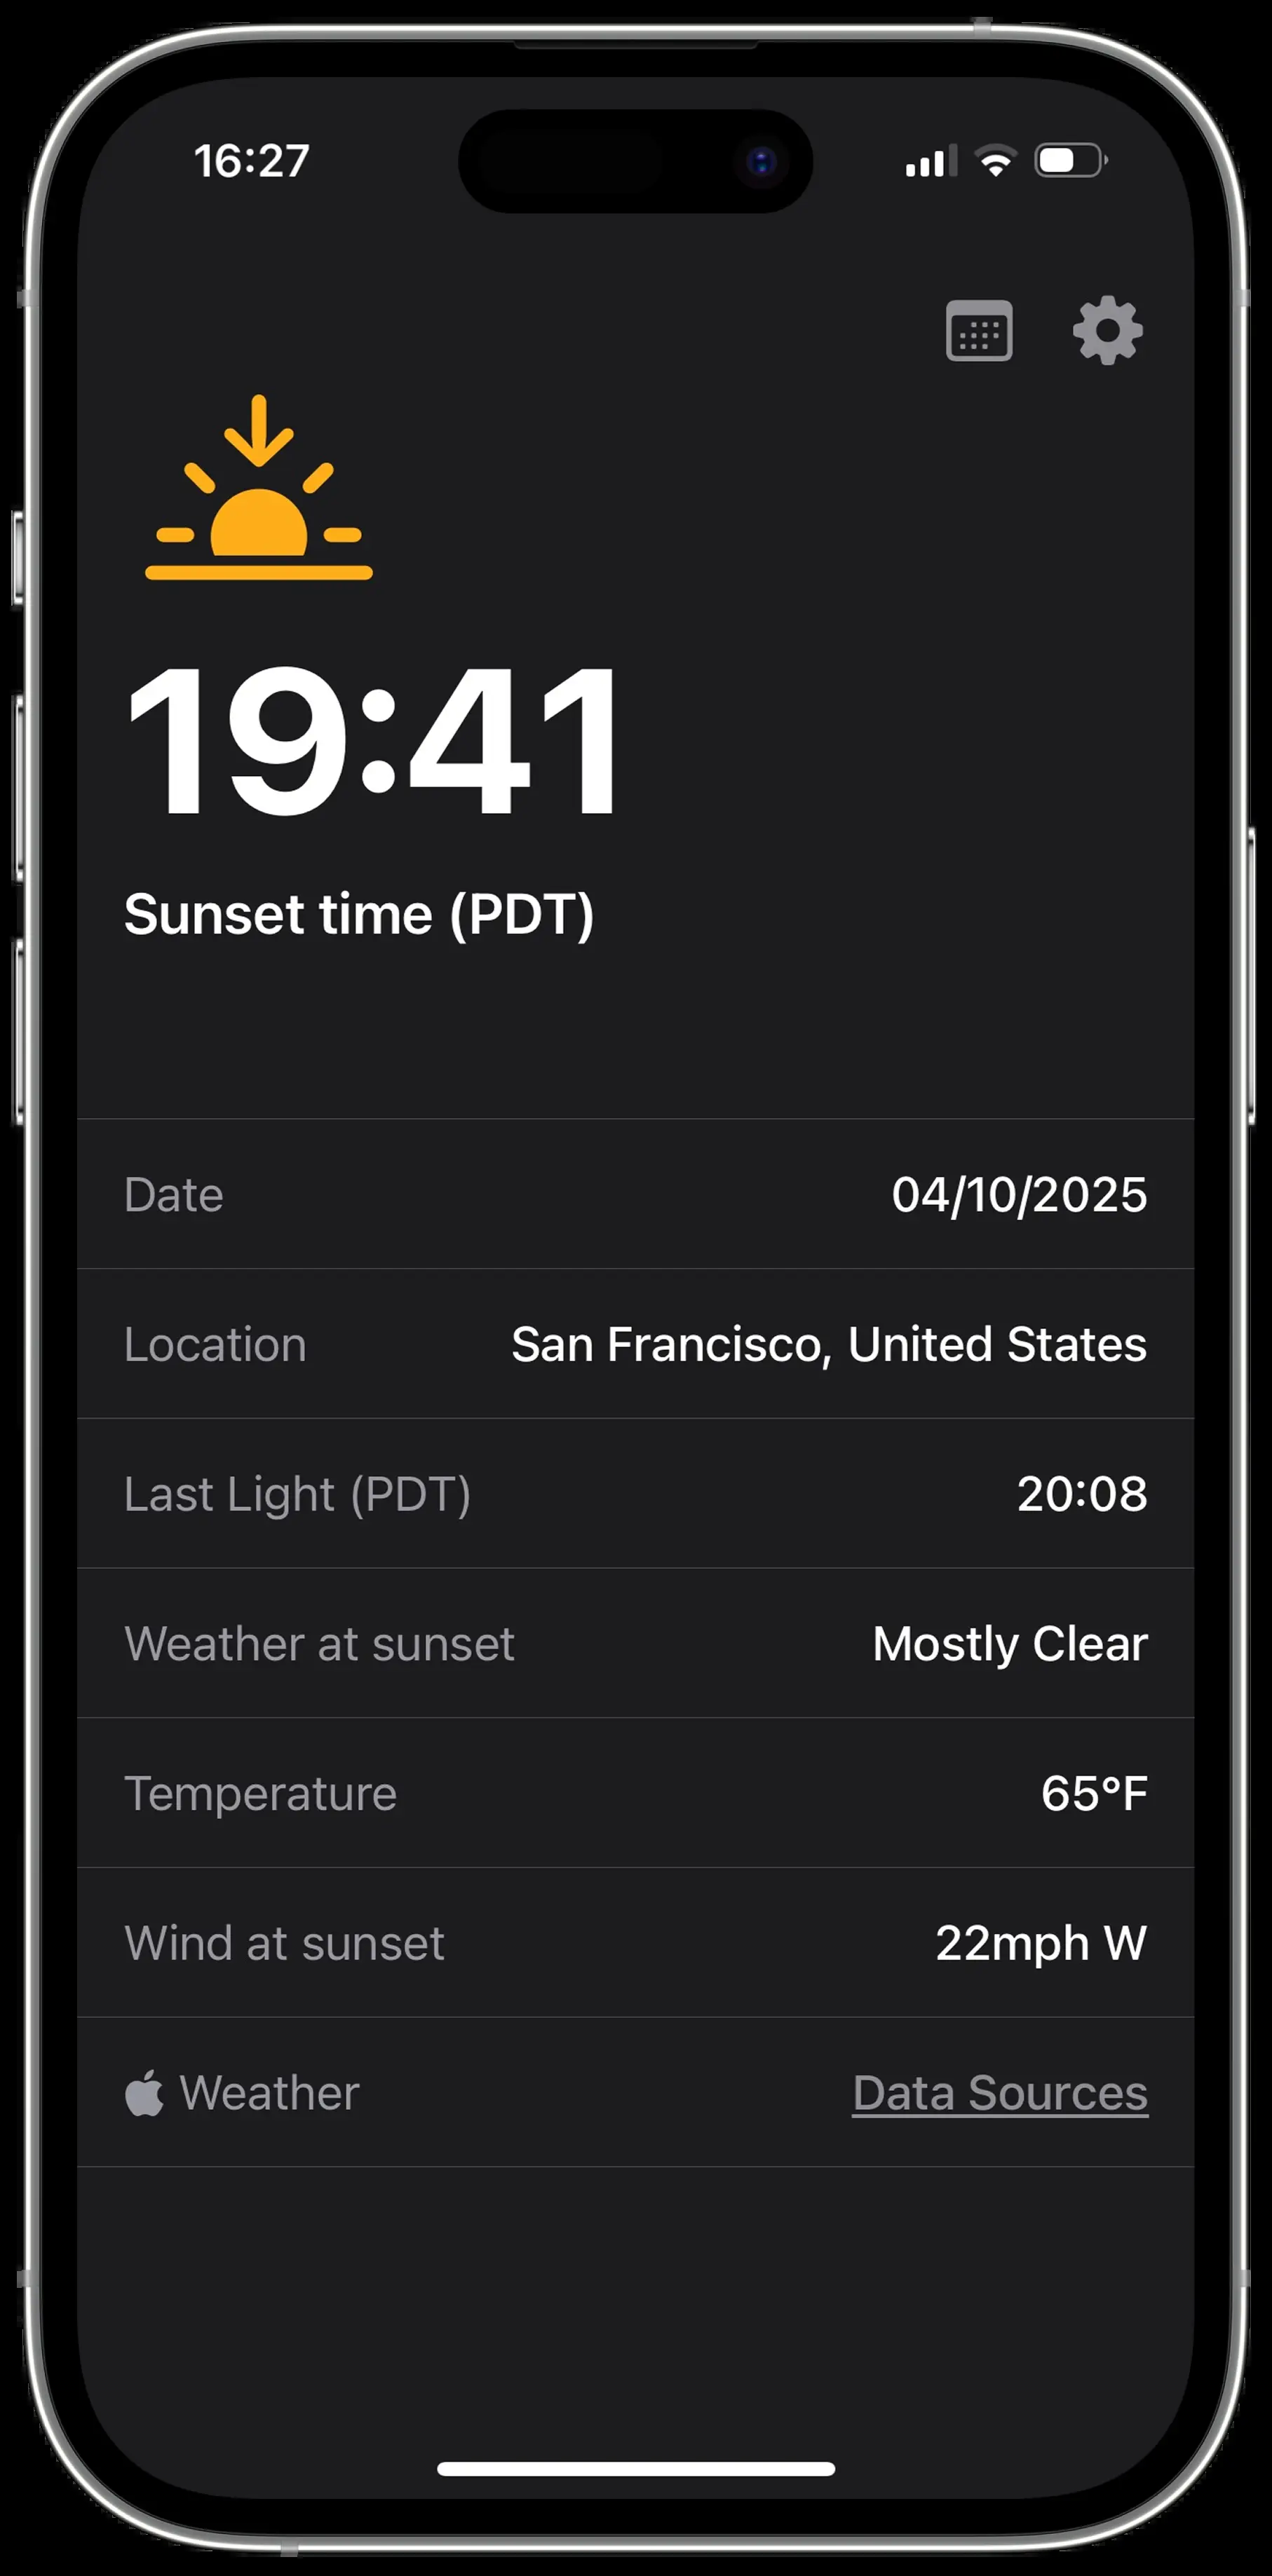 16:27
19:41
Sunset time (PDT)
Date 04/10/2025
Location San Francisco, United States
Last Light (PDT) 20:08
Weather at sunset Mostly Clear
Temperature 65°F
Wind at sunset 22mph W
Weather Data Sources